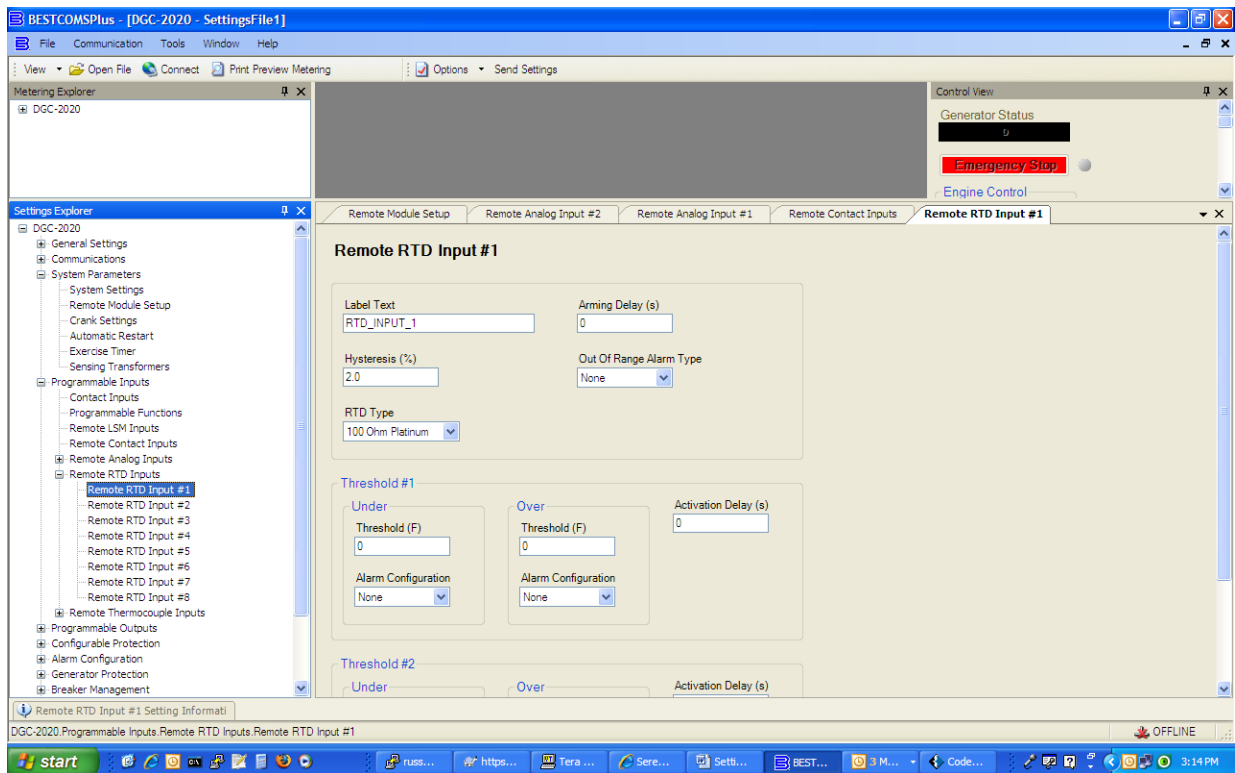 BESTCOMSPlus - [DGC-2020 - SettingsFile1]
File Communication Tools Window Help
View Open File Connect Print Preview Metering Options Send Settings
Metering Explorer
DGC-2020
Control View
Generator Status
Emergency Stop
Engine Control
Settings Explorer
DGC-2020
General Settings
Communications
System Parameters
System Settings
Remote Module Setup
Crank Settings
Automatic Restart
Exercise Timer
Sensing Transformers
Programmable Inputs
Contact Inputs
Programmable Functions
Remote LSM Inputs
Remote Contact Inputs
Remote Analog Inputs
Remote RTD Inputs
Remote RTD Input #1
Remote RTD Input #2
Remote RTD Input #3
Remote RTD Input #4
Remote RTD Input #5
Remote RTD Input #6
Remote RTD Input #7
Remote RTD Input #8
Remote Thermocouple Inputs
Programmable Outputs
Configurable Protection
Alarm Configuration
Generator Protection
Breaker Management
Remote Module Setup Remote Analog Input #2 Remote Analog Input #1 Remote Contact Inputs Remote RTD Input #1
Remote RTD Input #1
Label Text Arming Delay (s)
RTD_INPUT_1 0
Hysteresis (%) Out Of Range Alarm Type
2.0 None
RTD Type
100 Ohm Platinum
Threshold #1
Under Over Activation Delay (s)
Threshold (F) Threshold (F) 0
0 0
Alarm Configuration Alarm Configuration
None None
Threshold #2
Under Over Activation Delay (s)
Remote RTD Input #1 Setting Informati
DGC-2020.Programmable Inputs.Remote RTD Inputs.Remote RTD Input #1
OFFLINE
start russ... https... Tera ... Sere... Setti... BEST... 3 M... Code... 3:14 PM